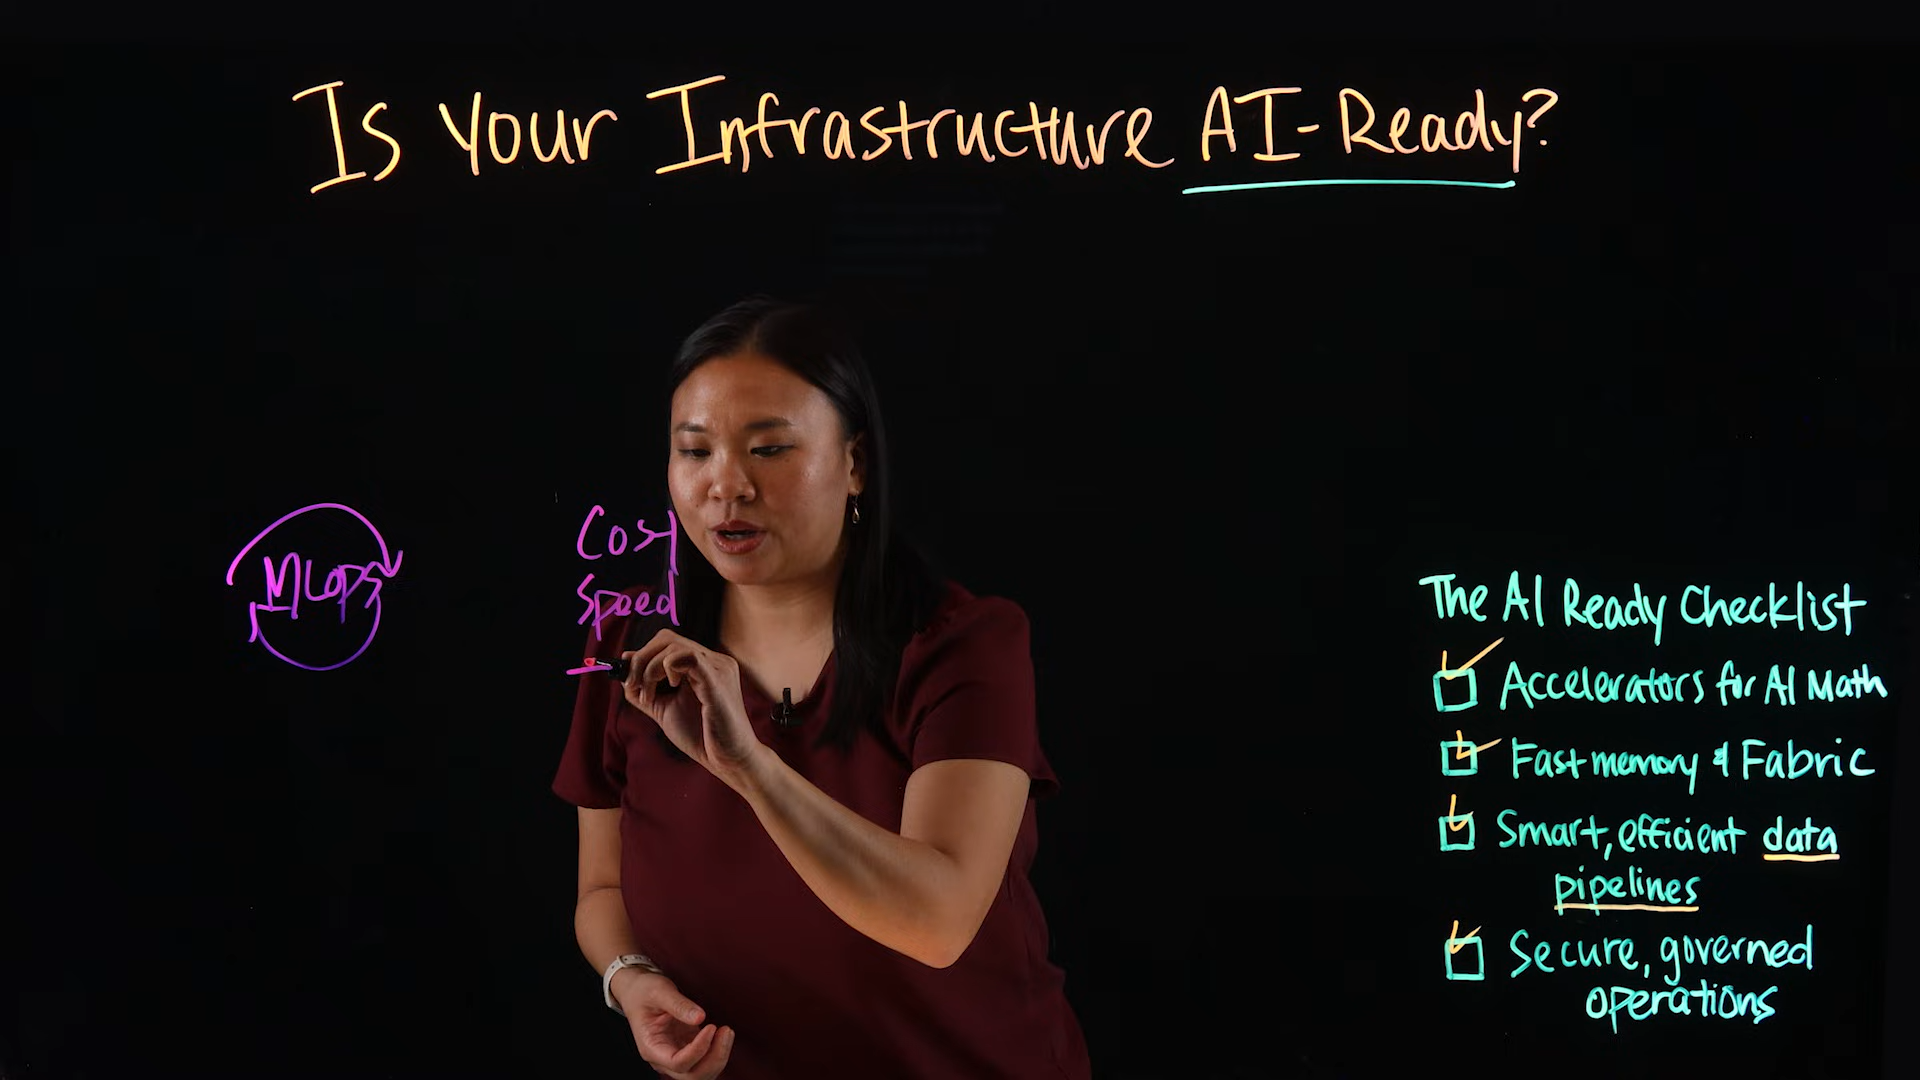 Is Your Infrastructure AI-Ready?
MLOps
Cost
Speed
The AI Ready Checklist
Accelerators for AI Math
Fast memory & Fabric
Smart, efficient data
pipelines
Secure, governed
operations